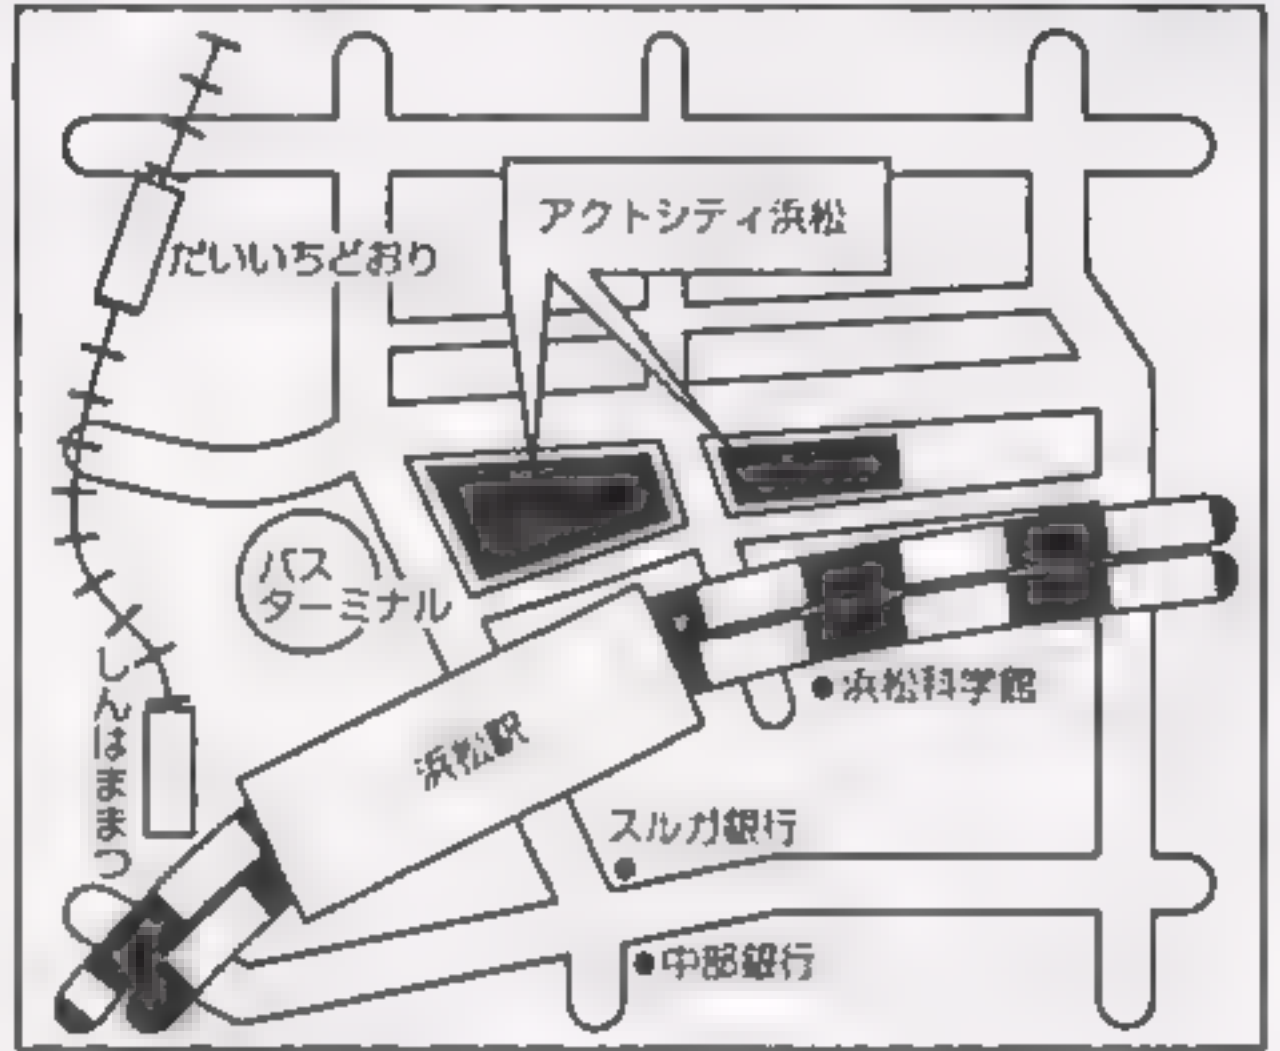 アクトシティ浜松
だいいちどおり
バス
ターミナル
しんはままつ
浜松科学館
浜松駅
スルガ銀行
中部銀行